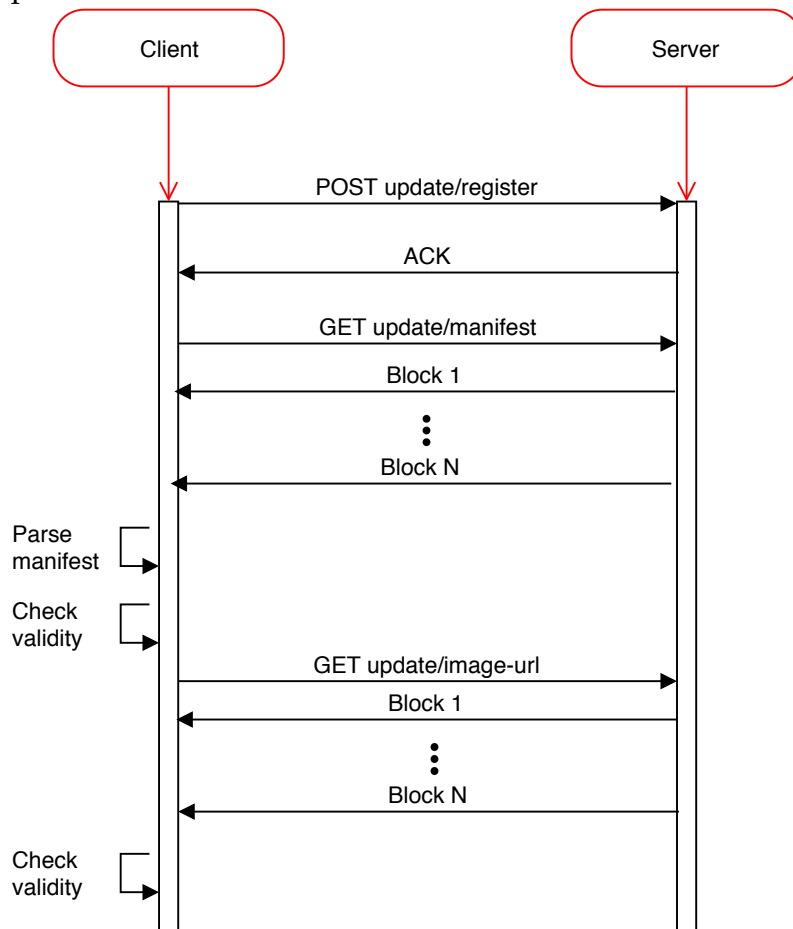 Client
Server
POST update/register
ACK
GET update/manifest
Block 1
Block N
Parse
manifest
Check
validity
GET update/image-url
Block 1
Block N
Check
validity